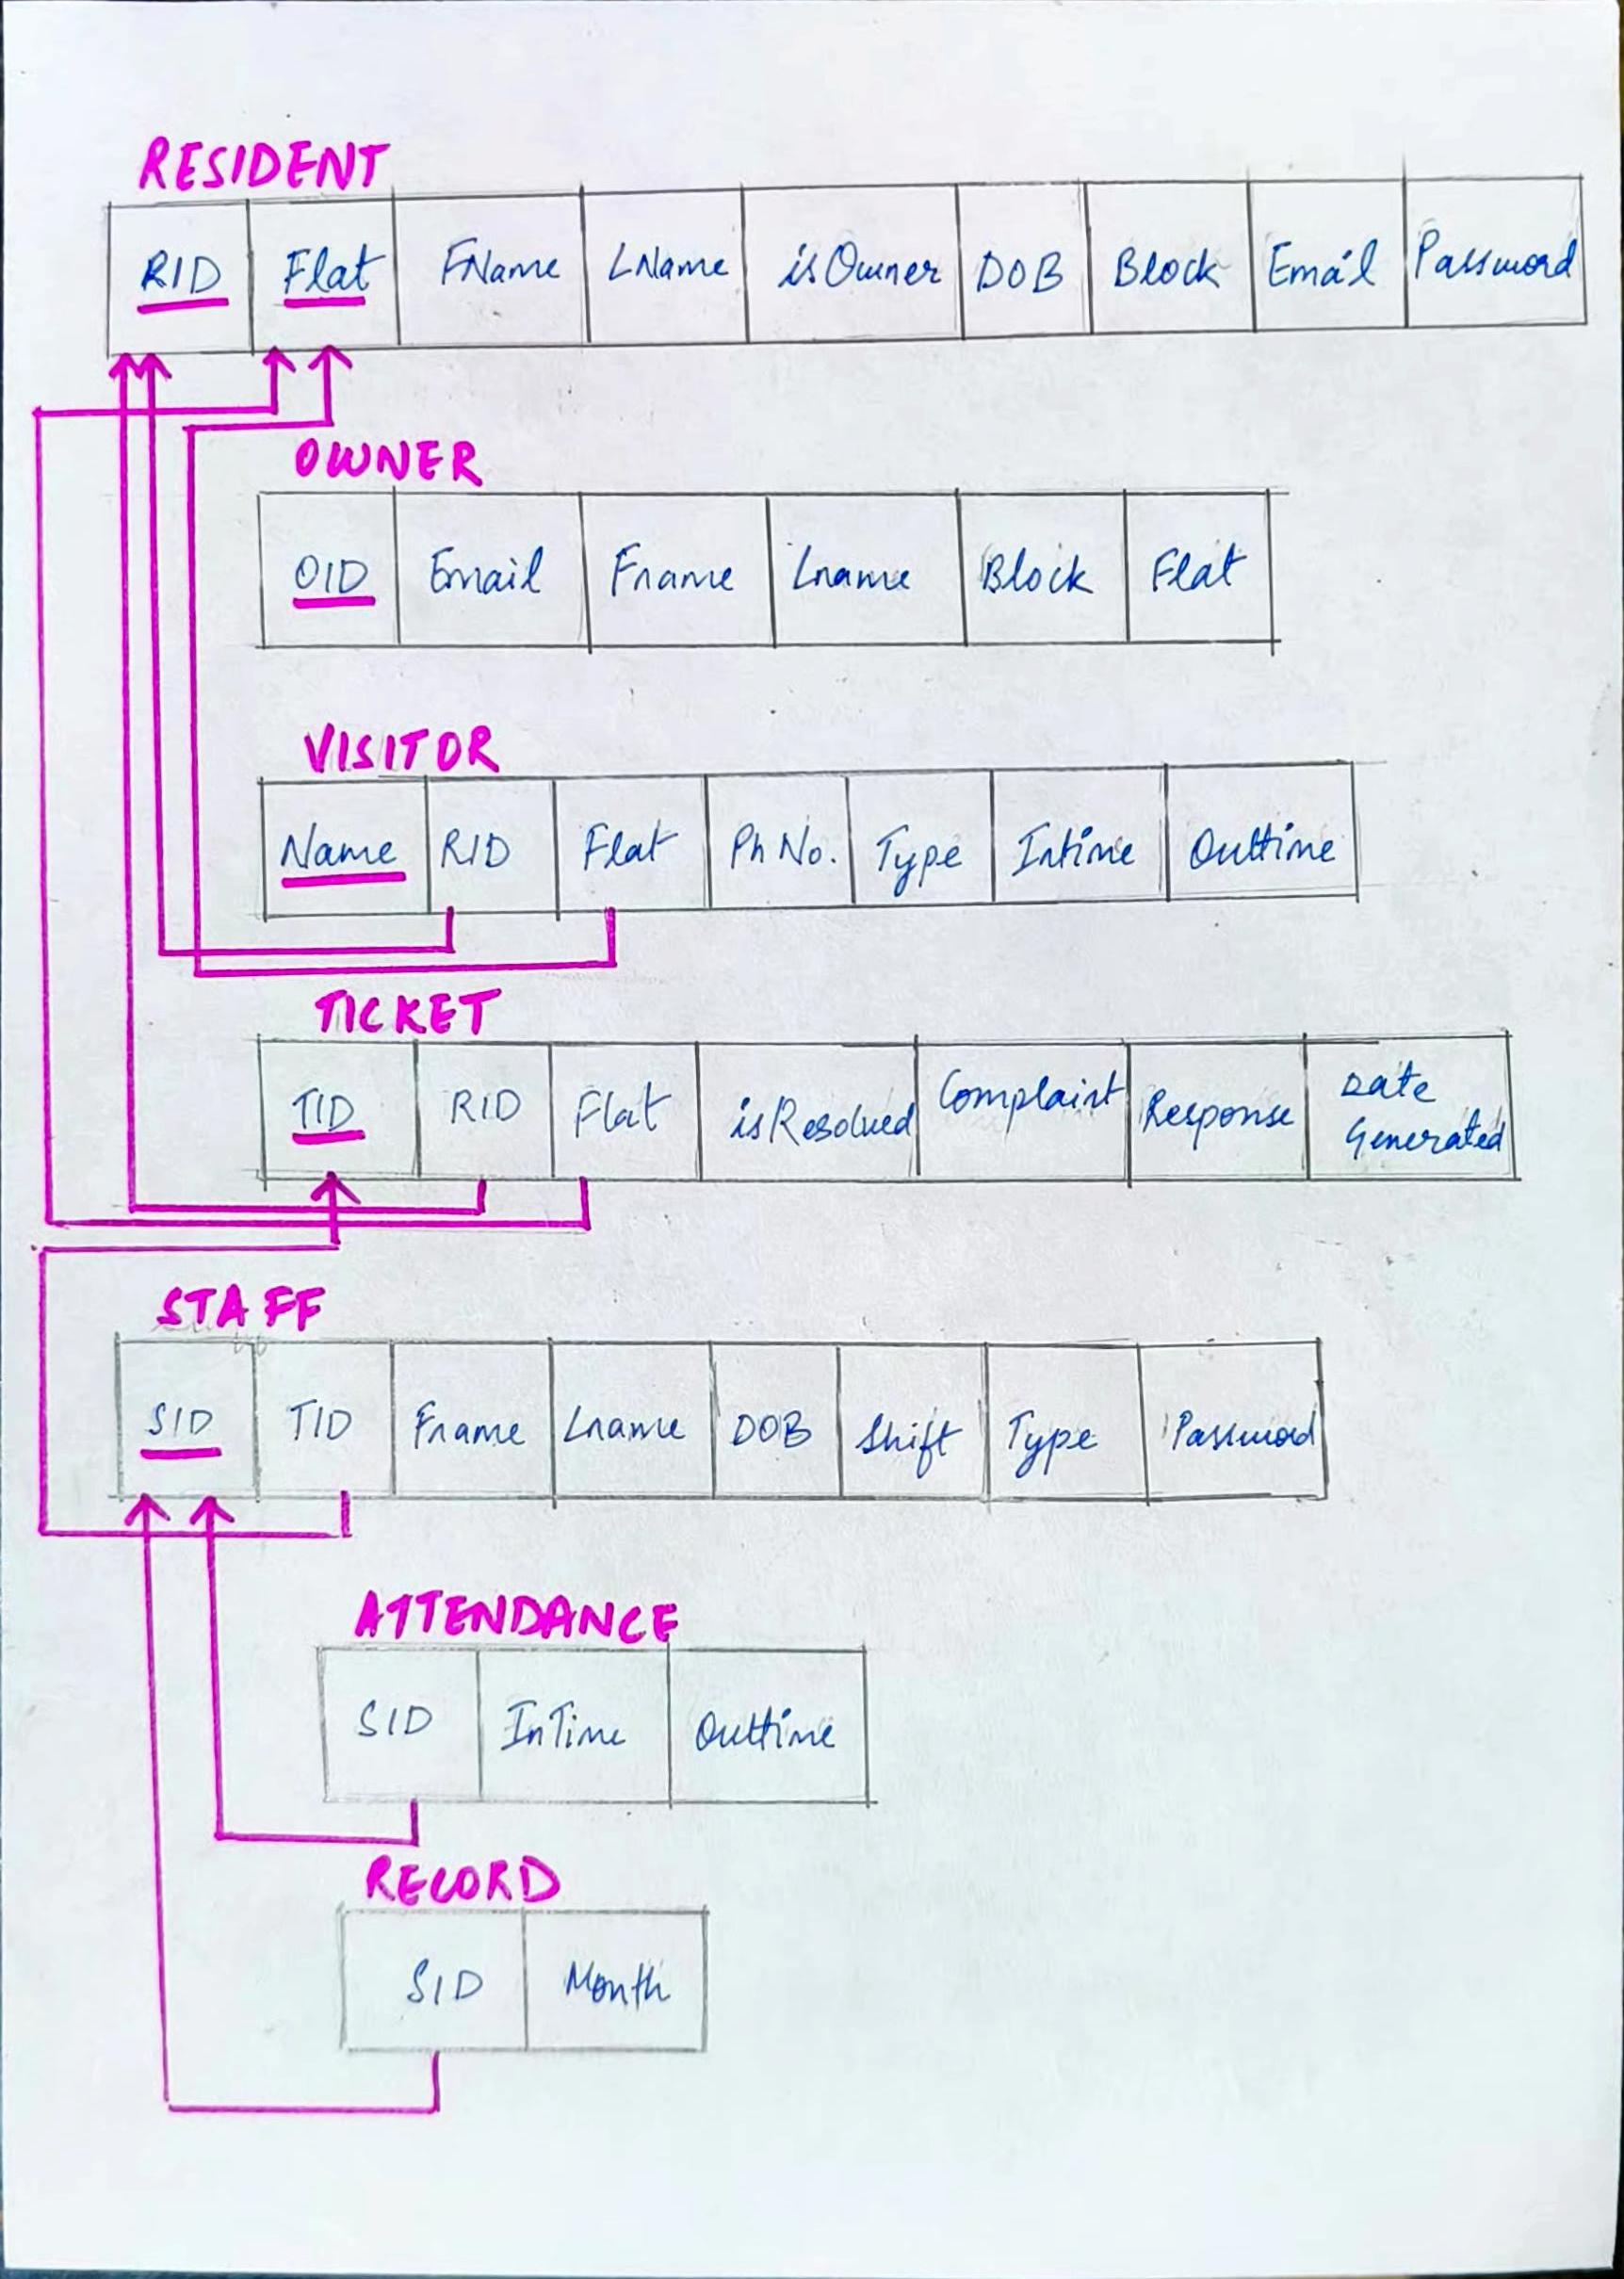 RESIDENT
RID Flat FName LName isOwner DOB Block Email Password
OWNER
OID Email Fname Lname Block Flat
VISITOR
Name RID Flat Ph No. Type Intime Outtime
TICKET
TID RID Flat isResolved Complaint Response Date Generated
STAFF
SID TID Fname Lname DOB Shift Type Password
ATTENDANCE
SID InTime Outtime
RECORD
SID Month